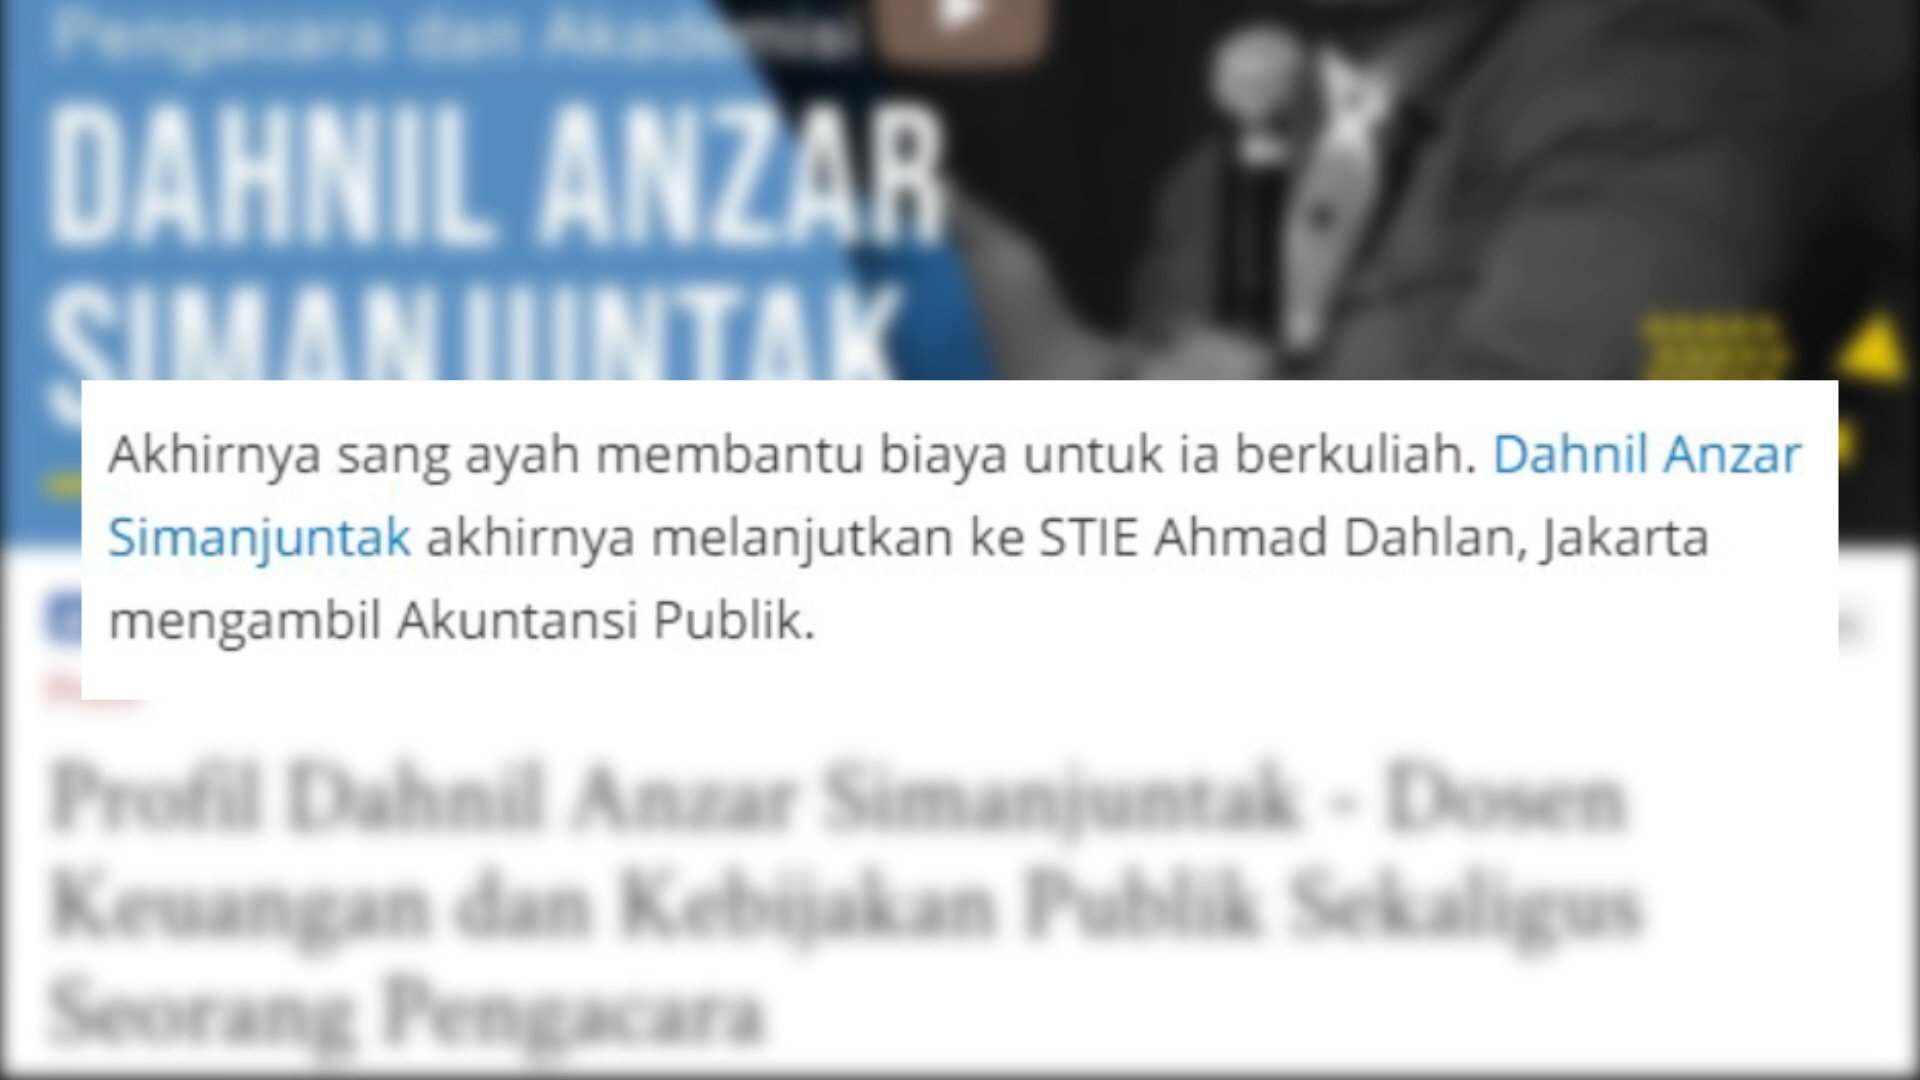 Pengacara dan Akademisi
DAHNIL ANZAR
SIMANJUNTAK
Akhirnya sang ayah membantu biaya untuk ia berkuliah. Dahnil Anzar
Simanjuntak akhirnya melanjutkan ke STIE Ahmad Dahlan, Jakarta
mengambil Akuntansi Publik.
Profil Dahnil Anzar Simanjuntak - Dosen
Keuangan dan Kebijakan Publik Sekaligus
Seorang Pengacara